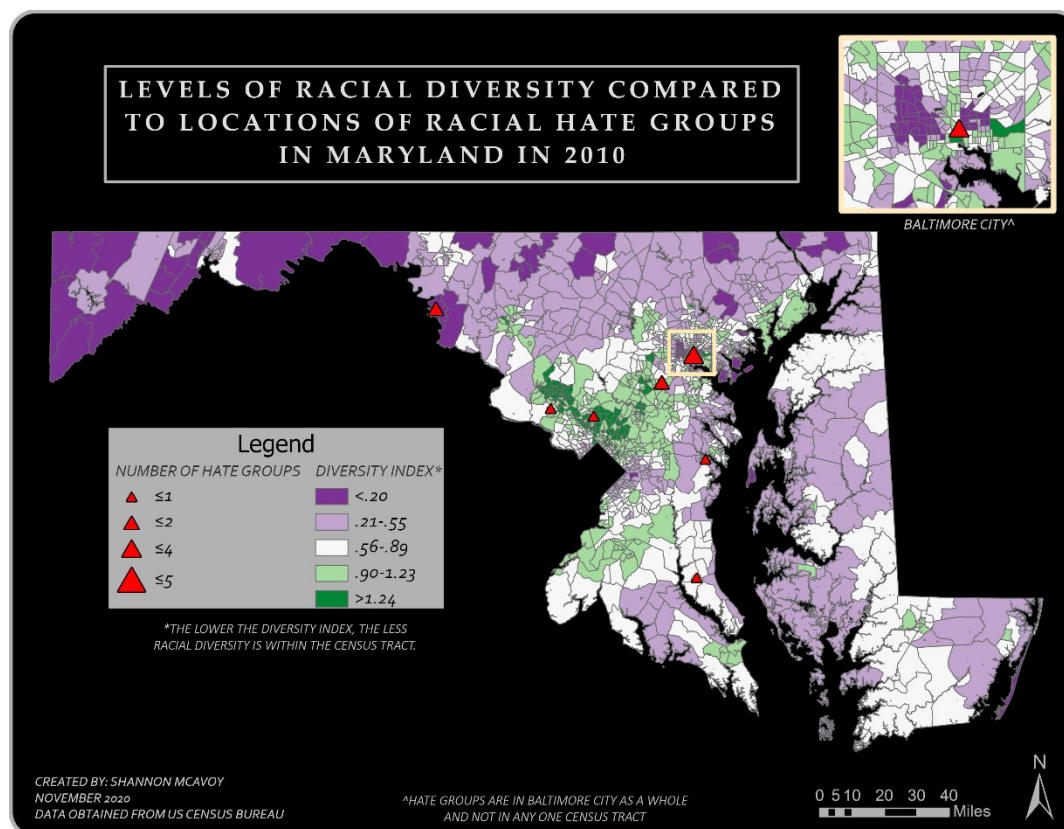 LEVELS OF RACIAL DIVERSITY COMPARED
TO LOCATIONS OF RACIAL HATE GROUPS
IN MARYLAND IN 2010
BALTIMORE CITY^
Legend
NUMBER OF HATE GROUPS
≤1
≤2
≤4
≤5
DIVERSITY INDEX*
<.20
.21-.55
.56-.89
.90-1.23
>1.24
*THE LOWER THE DIVERSITY INDEX, THE LESS
RACIAL DIVERSITY IS WITHIN THE CENSUS TRACT.
CREATED BY: SHANNON MCAVOY
NOVEMBER 2020
DATA OBTAINED FROM US CENSUS BUREAU
^HATE GROUPS ARE IN BALTIMORE CITY AS A WHOLE
AND NOT IN ANY ONE CENSUS TRACT
N
0 5 10 20 30 40
Miles